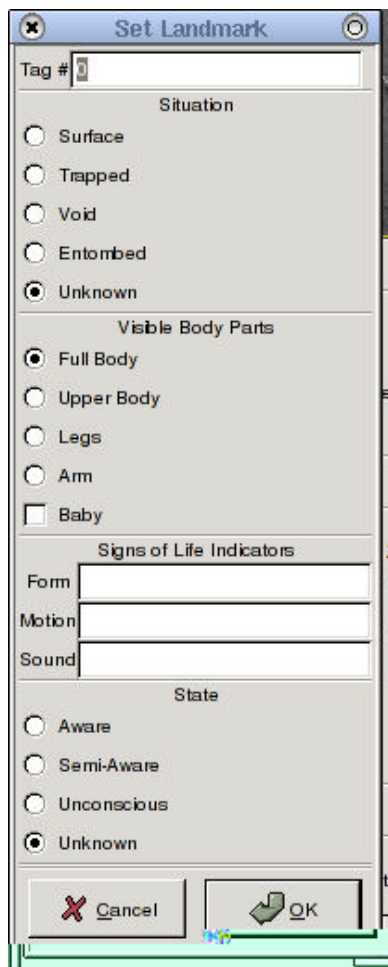 Set Landmark
Tag # 0
Situation
Surface
Trapped
Void
Entombed
Unknown
Visible Body Parts
Full Body
Upper Body
Legs
Arm
Baby
Signs of Life Indicators
Form
Motion
Sound
State
Aware
Semi-Aware
Unconscious
Unknown
Cancel OK